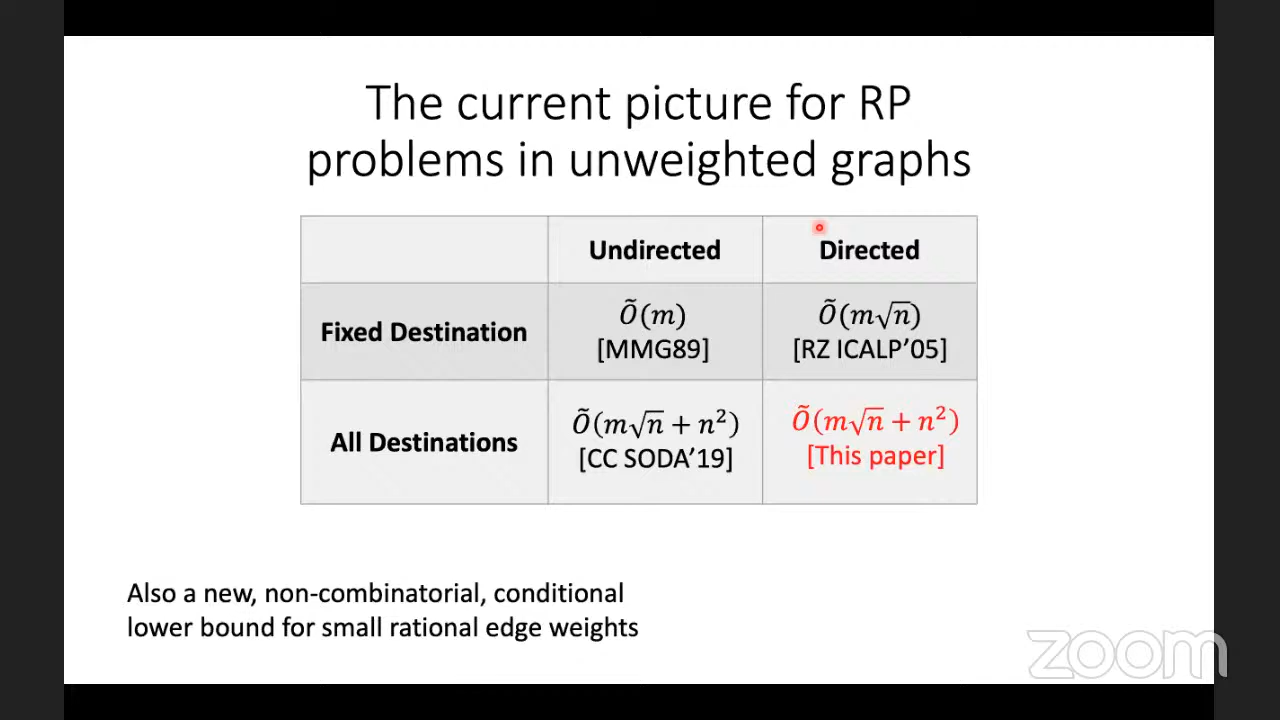 The current picture for RP
problems in unweighted graphs
Undirected Directed
Fixed Destination Õ(m) Õ(m√n)
[MMG89] [RZ ICALP'05]
All Destinations Õ(m√n + n²) Õ(m√n + n²)
[CC SODA'19] [This paper]
Also a new, non-combinatorial, conditional
lower bound for small rational edge weights
zoom